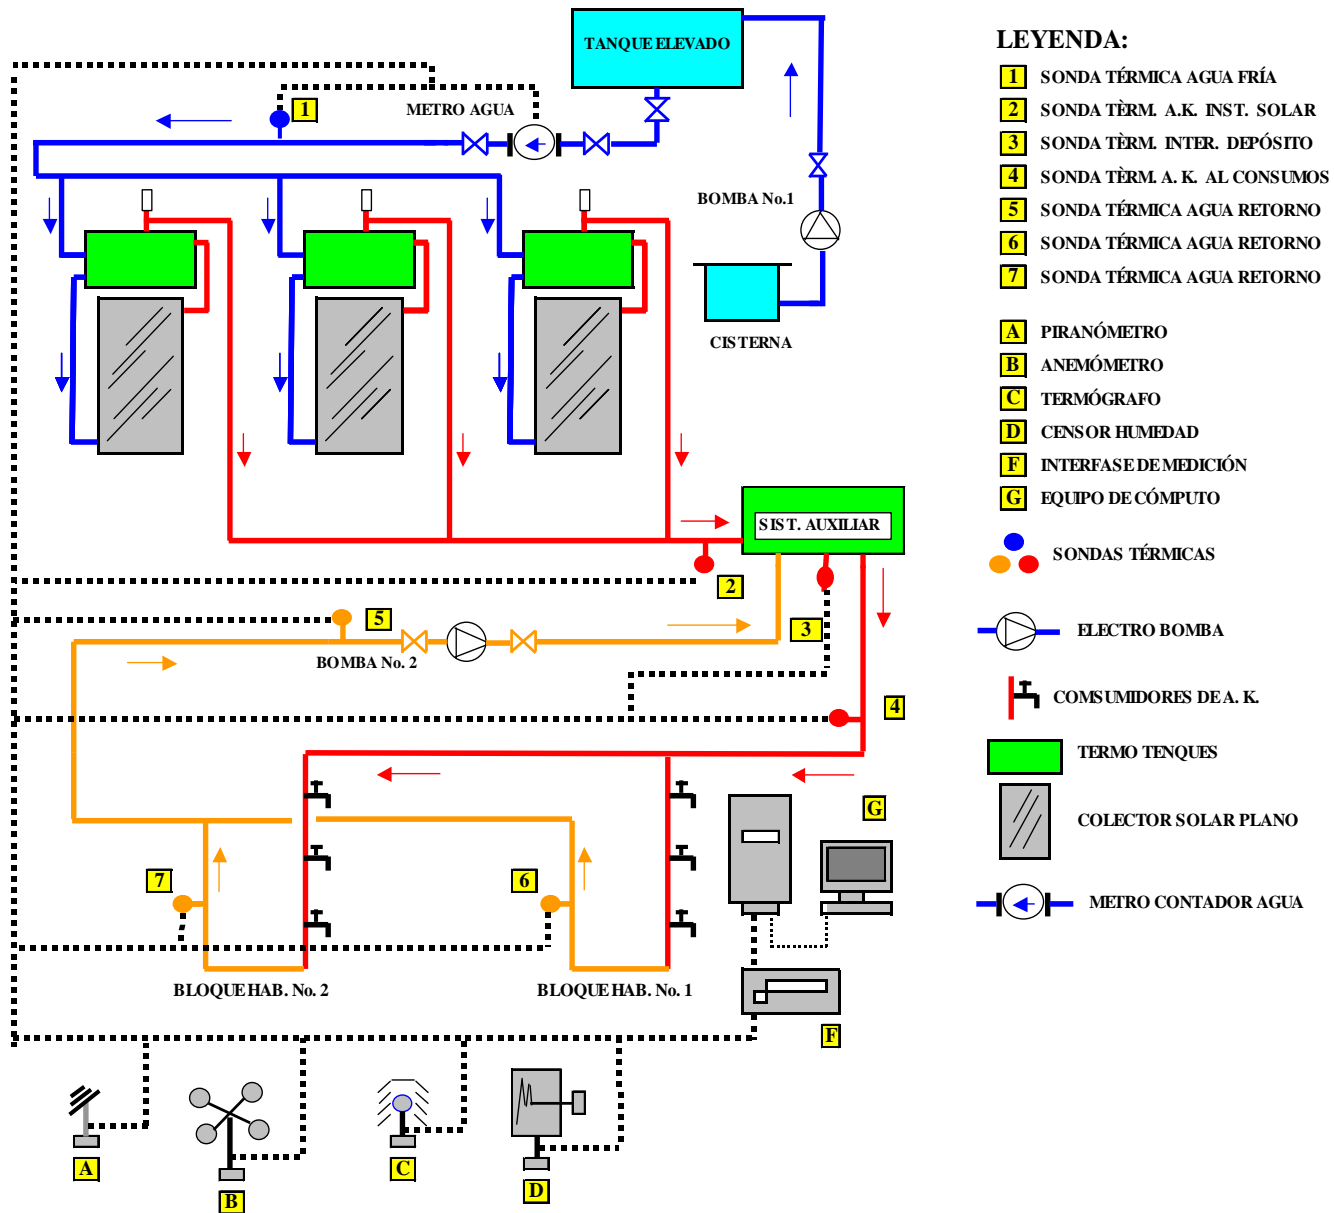 TANQUE ELEVADO
LEYENDA:
1 SONDA TÉRMICA AGUA FRÍA
2 SONDA TÈRM. A.K. INST. SOLAR
3 SONDA TÈRM. INTER. DEPÓSITO
4 SONDA TÈRM. A. K. AL CONSUMOS
5 SONDA TÉRMICA AGUA RETORNO
6 SONDA TÉRMICA AGUA RETORNO
7 SONDA TÉRMICA AGUA RETORNO
A PIRANÓMETRO
B ANEMÓMETRO
C TERMÓGRAFO
D CENSOR HUMEDAD
F INTERFASE DE MEDICIÓN
G EQUIPO DE CÓMPUTO
SONDAS TÉRMICAS
ELECTRO BOMBA
COMSUMIDORES DE A. K.
TERMO TENQUES
COLECTOR SOLAR PLANO
METRO CONTADOR AGUA
1
METRO AGUA
BOMBA No.1
CISTERNA
SIST. AUXILIAR
2
5
3
BOMBA No. 2
4
G
7
6
BLOQUE HAB. No. 2
BLOQUE HAB. No. 1
F
A
B
C
D